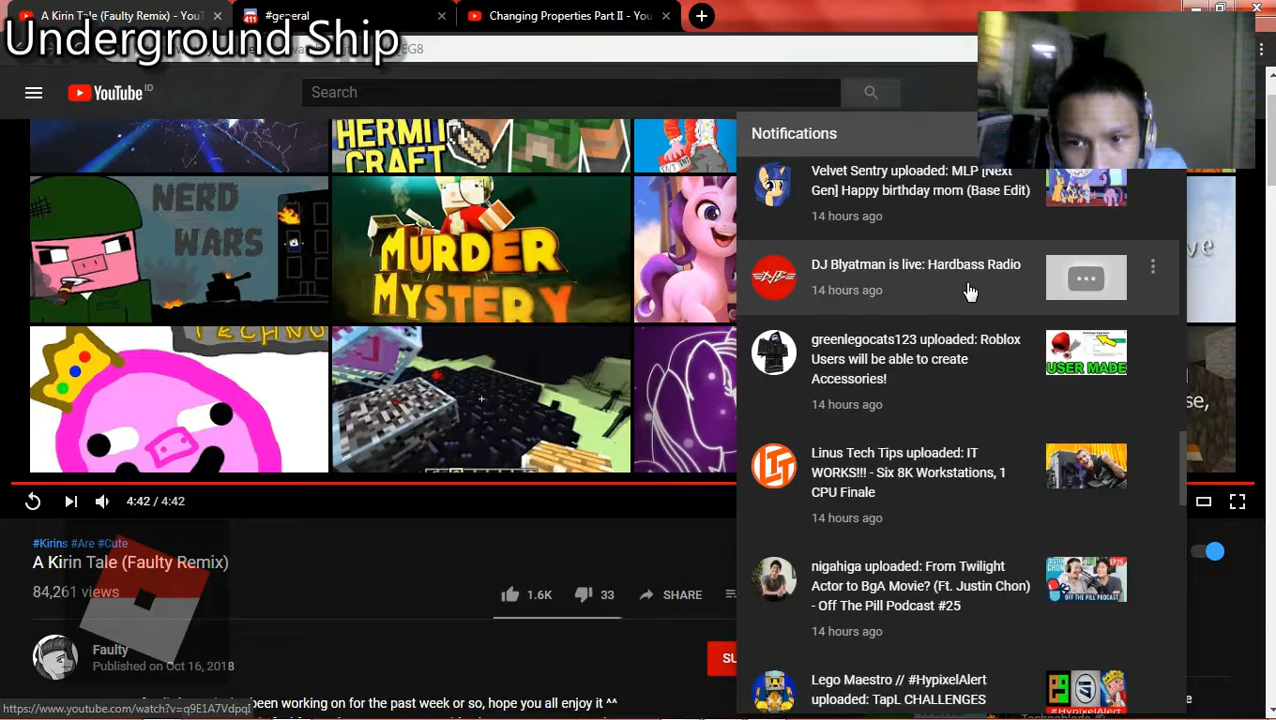 A Kirin Tale (Faulty Remix) - You
#general
Changing Properties Part II - You
Underground Ship
EG8
YouTube ID
Search
Notifications
HERMIT
CRAFT
Velvet Sentry uploaded: MLP [Next
Gen] Happy birthday mom (Base Edit)
14 hours ago
NERD
WARS
MURDER
MYSTERY
DJ Blyatman is live: Hardbass Radio
14 hours ago
greenlegocats123 uploaded: Roblox
Users will be able to create
Accessories!
14 hours ago
USER MADE
Linus Tech Tips uploaded: IT
WORKS!!! - Six 8K Workstations, 1
CPU Finale
14 hours ago
4:42 / 4:42
#Kirins #Are #Cute
A Kirin Tale (Faulty Remix)
84,261 views
1.6K
33
SHARE
nigahiga uploaded: From Twilight
Actor to BgA Movie? (Ft. Justin Chon)
- Off The Pill Podcast #25
14 hours ago
Faulty
Published on Oct 16, 2018
SU
Lego Maestro // #HypixelAlert
uploaded: TapL CHALLENGES
https://www.youtube.com/watch?v=q9E1A7VdpqI
been working on for the past week or so, hope you all enjoy it ^^